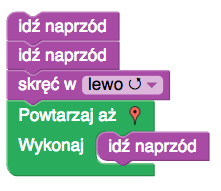 idź naprzód
idź naprzód
skręć w lewo ↺
Powtarzaj aż
Wykonaj idź naprzód